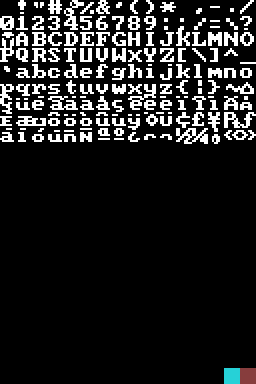 !"#$%&'()* ,-./
0123456789:;<=>?
ABCDEFGHIJKLMNO
PQRSTUVWXYZ[\]^_
`abcdefghijklmno
pqrstuvwxyz{¦}~⌂
ÇüéâäàåçêëèïîìÄÅ
ÉæÆôöòûùÿÖÜ¢£¥₧ƒ
áíóúñÑªº¿⌐¬½¼¡«»